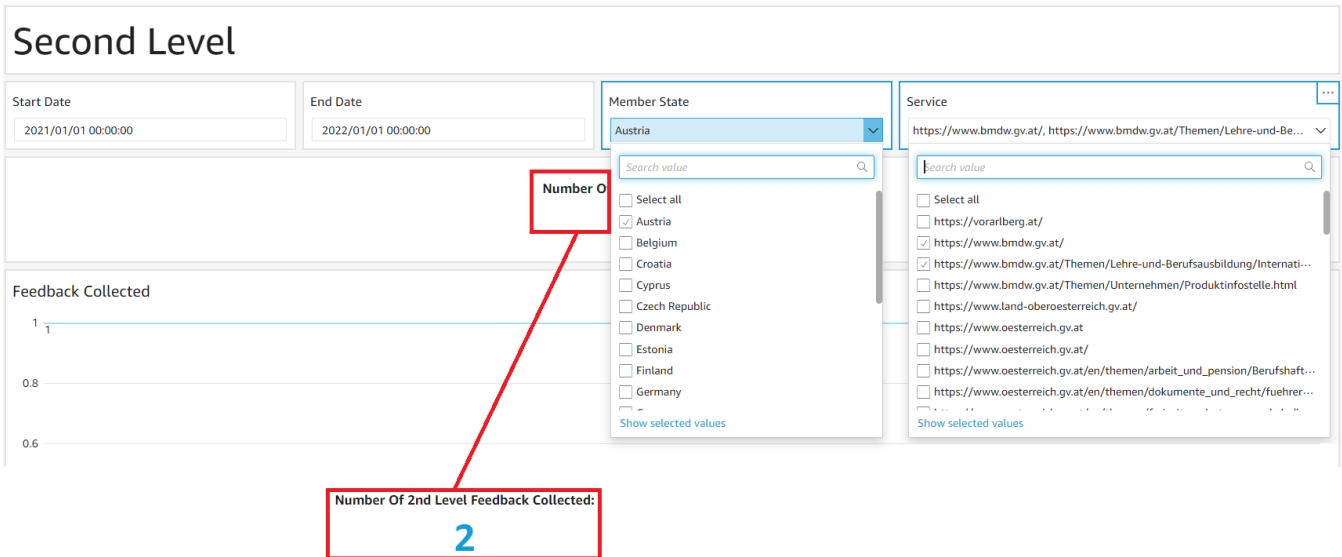 Second Level
Start Date
2021/01/01 00:00:00
End Date
2022/01/01 00:00:00
Member State
Austria
Service
https://www.bmdw.gv.at/, https://www.bmdw.gv.at/Themen/Lehre-und-Be...
Search value
Select all
Austria
Belgium
Croatia
Cyprus
Czech Republic
Denmark
Estonia
Finland
Germany
Show selected values
Search value
Select all
https://vorarlberg.at/
https://www.bmdw.gv.at/
https://www.bmdw.gv.at/Themen/Lehre-und-Berufsausbildung/Internati...
https://www.bmdw.gv.at/Themen/Unternehmen/Produktinfostelle.html
https://www.land-oberoesterreich.gv.at/
https://www.oesterreich.gv.at
https://www.oesterreich.gv.at/
https://www.oesterreich.gv.at/en/themen/arbeit_und_pension/Berufshaft...
https://www.oesterreich.gv.at/en/themen/dokumente_und_recht/fuehrer...
Show selected values
Number O
Feedback Collected
1
1
0.8
0.6
Number Of 2nd Level Feedback Collected:
2